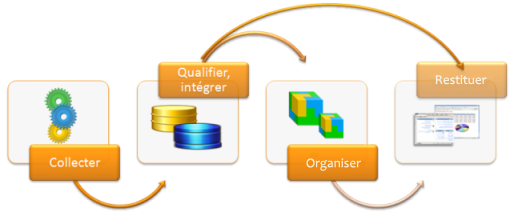 Collecter
Qualifier,
intégrer
Organiser
Restituer